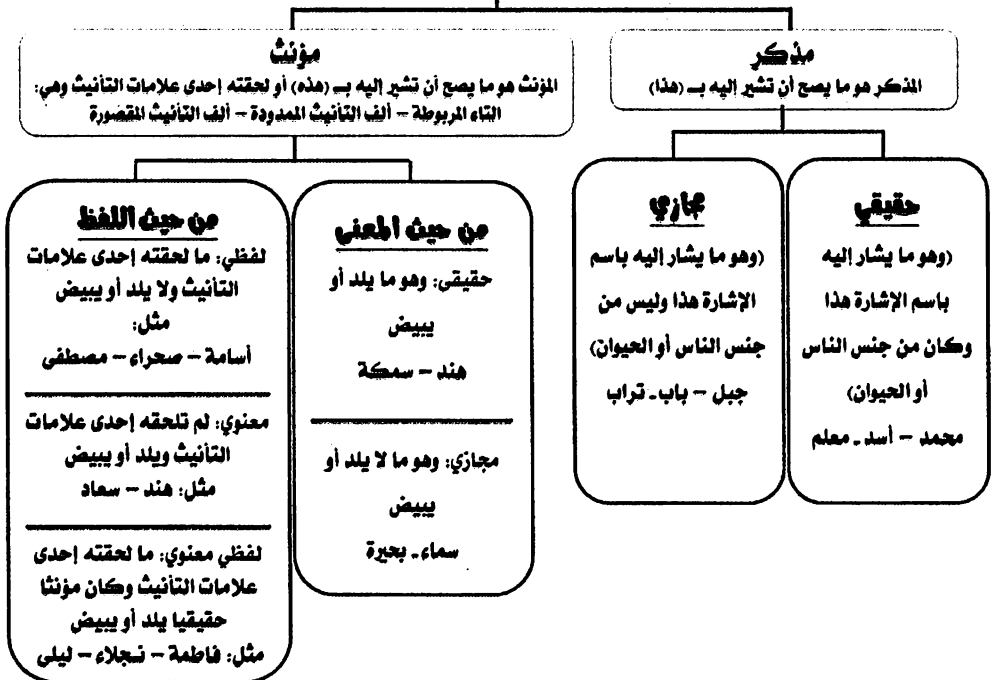 مذكر
المذكر هو ما يصح أن تشير إليه بـ (هذا)
حقيقي
(وهو ما يشار إليه
باسم الإشارة هذا
وكان من جنس الناس
أو الحيوان)
محمد – أسد - معلم
مجازي
(وهو ما يشار إليه باسم
الإشارة هذا وليس من
جنس الناس أو الحيوان)
جبل – باب - تراب
مؤنث
المؤنث هو ما يصح أن تشير إليه بـ (هذه) أو لحقته إحدى علامات التأنيث وهي:
التاء المربوطة – ألف التأنيث الممدودة – ألف التأنيث المقصورة
من حيث المعنى
حقيقي: وهو ما يلد أو
يبيض
هند – سمكة
مجازي: وهو ما لا يلد أو
يبيض
سماء - بحيرة
من حيث اللفظ
لفظي: ما لحقته إحدى علامات
التأنيث ولا يلد أو يبيض
مثل:
أسامة – صحراء – مصطفى
معنوي: لم تلحقه إحدى علامات
التأنيث ويلد أو يبيض
مثل: هند – سعاد
لفظي معنوي: ما لحقته إحدى
علامات التأنيث وكان مؤنثا
حقيقيا يلد أو يبيض
مثل: فاطمة – نجلاء – ليلى